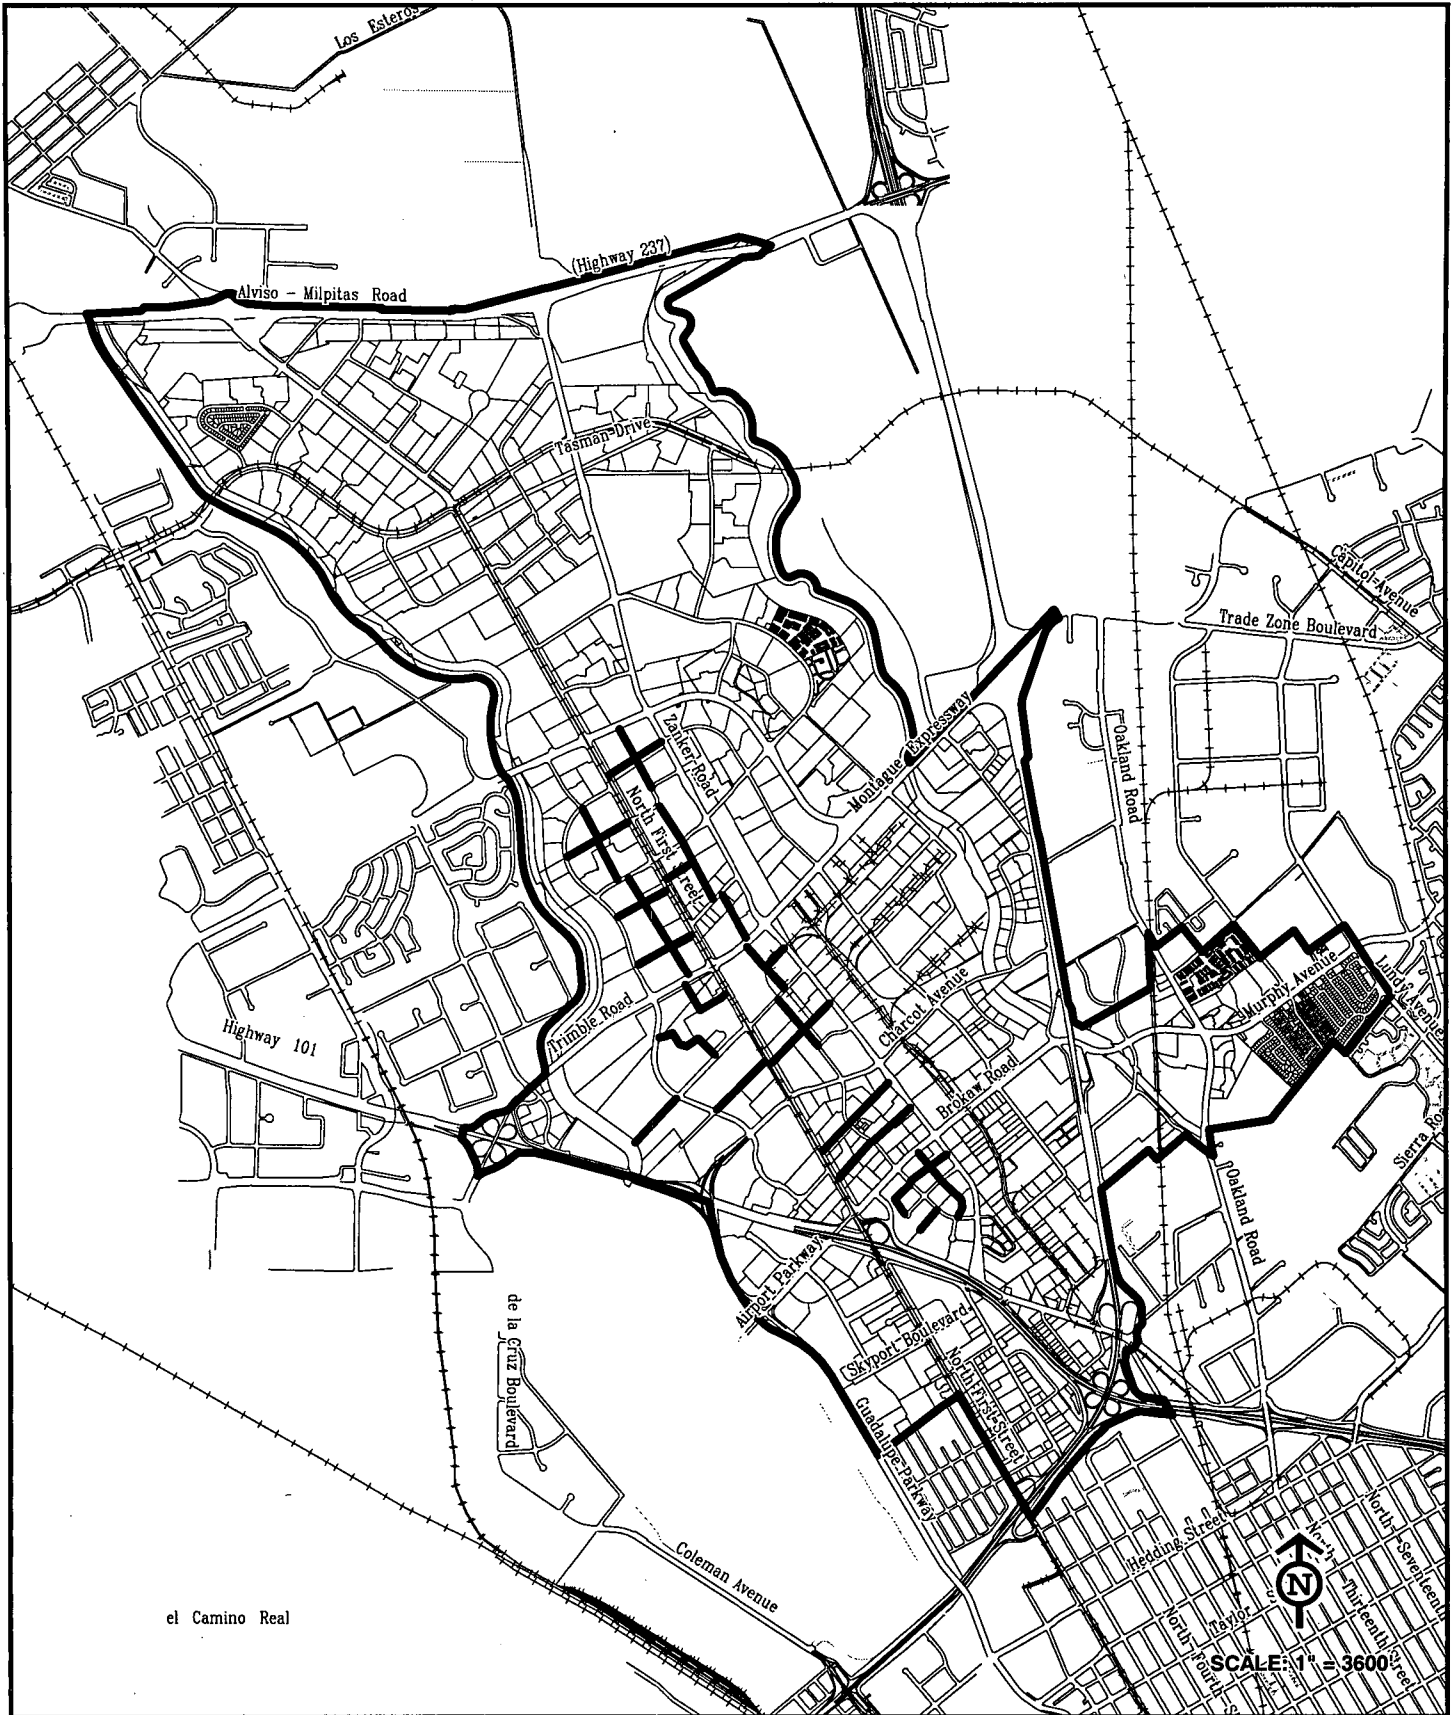 Los Esteros
(Highway 237)
Alviso - Milpitas Road
Tasman Drive
Capitol Avenue
Trade Zone Boulevard
Montague Expressway
Zanker Road
Oakland Road
North First Street
Murphy Avenue
Lundy Avenue
Charcot Avenue
Trimble Road
Highway 101
Brokaw Road
Sierra Ro
Oakland Road
Airport Parkway
de la Cruz Boulevard
Skyport Boulevard
North First Street
Guadalupe Parkway
Coleman Avenue
Hedding Street
North Seventeenth
North Thirteenth Street
Taylor
North Fourth S
el Camino Real
N
SCALE: 1" = 3600'